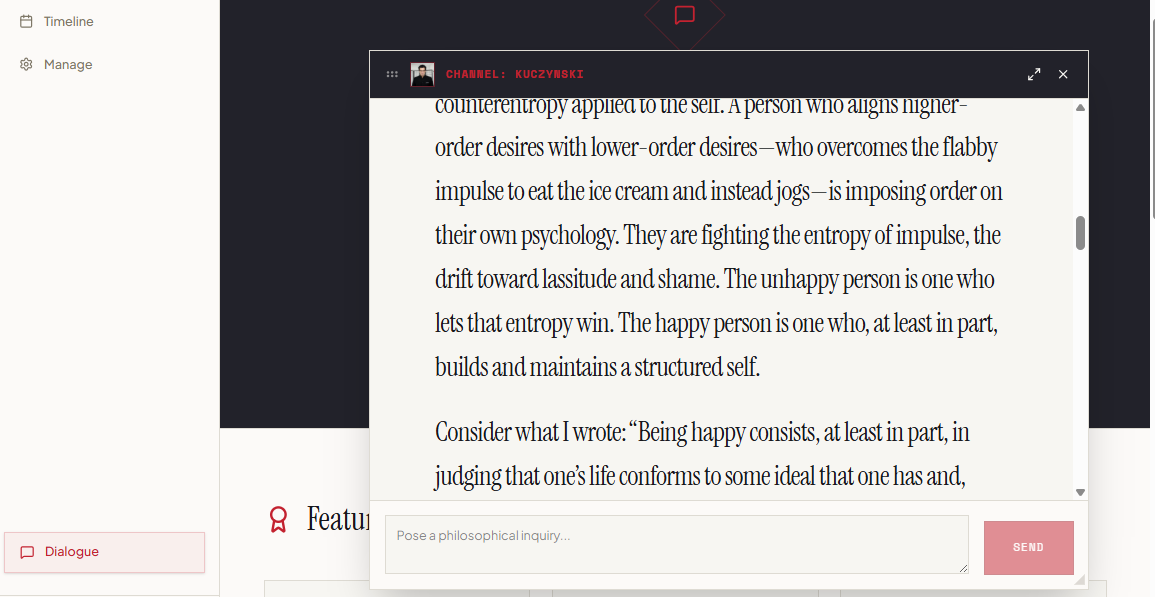 Timeline
Manage
CHANNEL: KUCZYNSKI
counterentropy applied to the self. A person who aligns higher-
order desires with lower-order desires—who overcomes the flabby
impulse to eat the ice cream and instead jogs—is imposing order on
their own psychology. They are fighting the entropy of impulse, the
drift toward lassitude and shame. The unhappy person is one who
lets that entropy win. The happy person is one who, at least in part,
builds and maintains a structured self.
Consider what I wrote: “Being happy consists, at least in part, in
judging that one’s life conforms to some ideal that one has and,
Featur
Pose a philosophical inquiry...
SEND
Dialogue